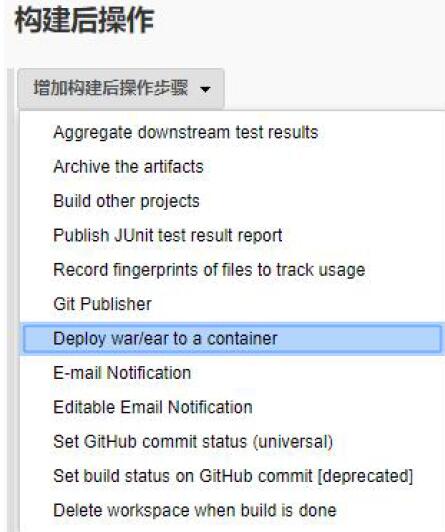 构建后操作
增加构建后操作步骤
Aggregate downstream test results
Archive the artifacts
Build other projects
Publish JUnit test result report
Record fingerprints of files to track usage
Git Publisher
Deploy war/ear to a container
E-mail Notification
Editable Email Notification
Set GitHub commit status (universal)
Set build status on GitHub commit [deprecated]
Delete workspace when build is done